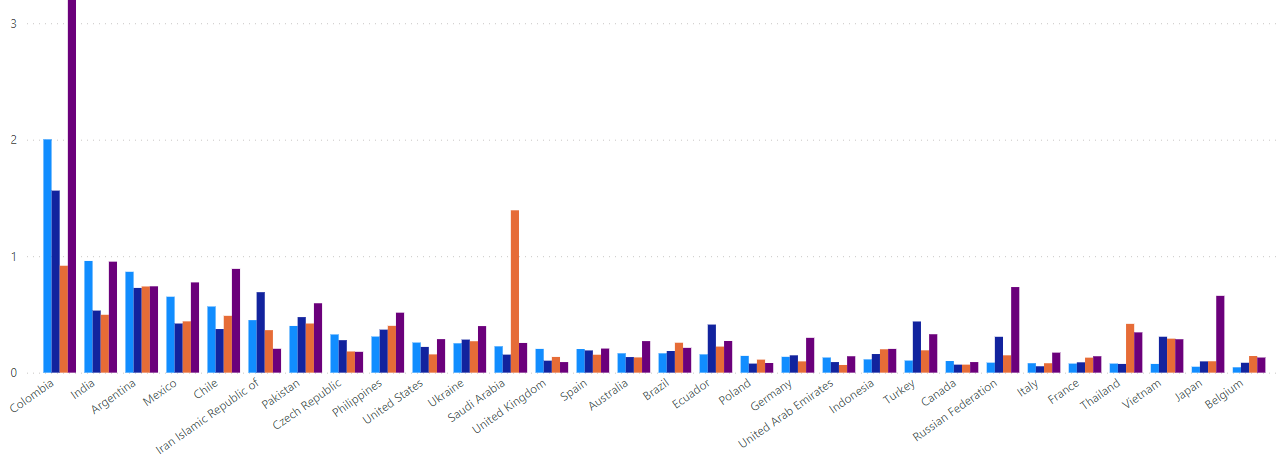 3
2
1
0
Colombia
India
Argentina
Mexico
Chile
Iran Islamic Republic of
Pakistan
Czech Republic
Philippines
United States
Ukraine
Saudi Arabia
United Kingdom
Spain
Australia
Brazil
Ecuador
Poland
Germany
United Arab Emirates
Indonesia
Turkey
Canada
Russian Federation
Italy
France
Thailand
Vietnam
Japan
Belgium